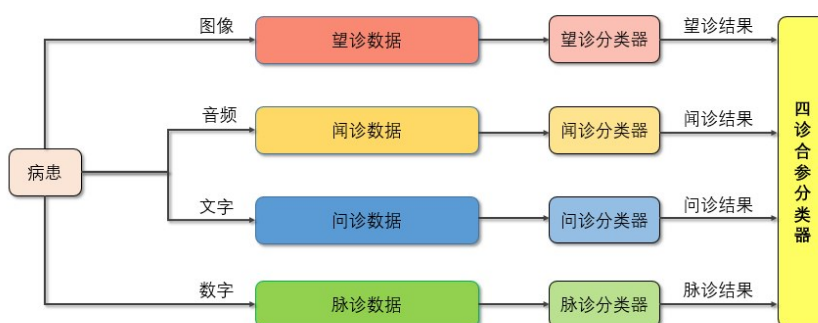 图像
望诊数据
望诊分类器
望诊结果
音频
闻诊数据
闻诊分类器
闻诊结果
病患
文字
问诊数据
问诊分类器
问诊结果
数字
脉诊数据
脉诊分类器
脉诊结果
四诊合参分类器